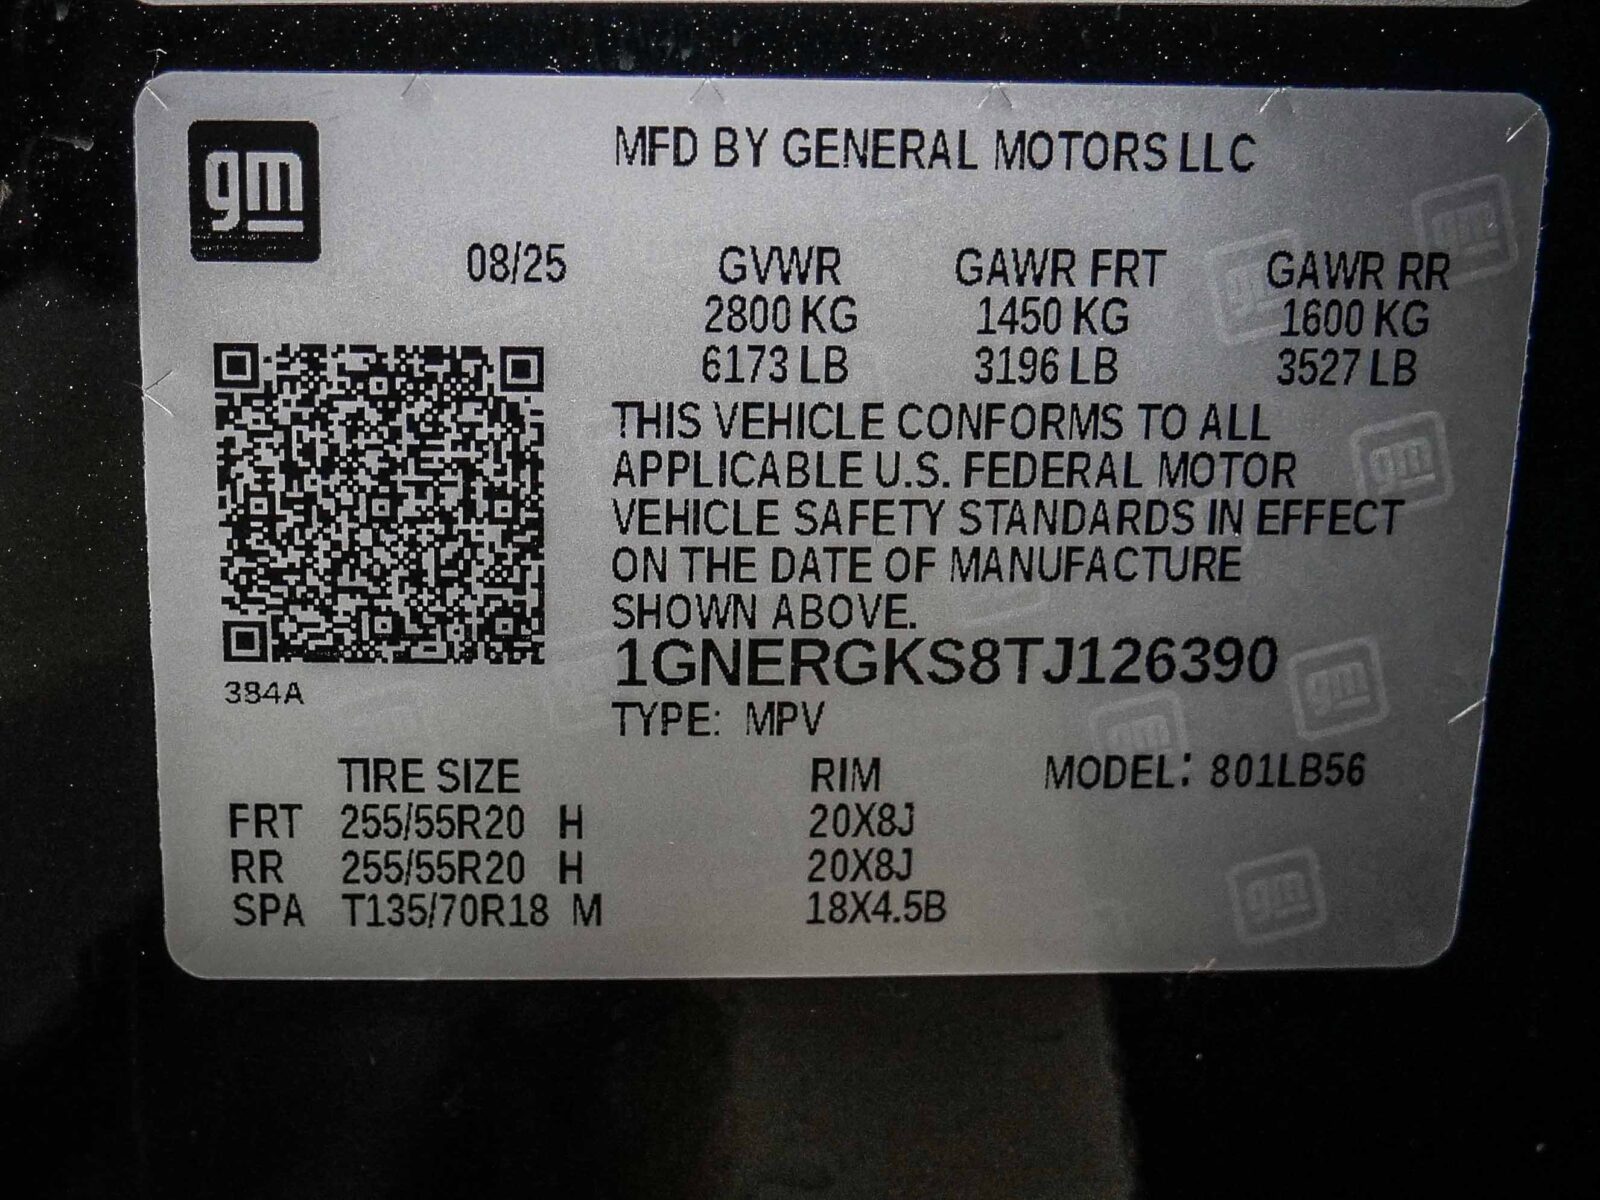 gm
MFD BY GENERAL MOTORS LLC
08/25 GVWR GAWR FRT GAWR RR
2800 KG 1450 KG 1600 KG
6173 LB 3196 LB 3527 LB
THIS VEHICLE CONFORMS TO ALL
APPLICABLE U.S. FEDERAL MOTOR
VEHICLE SAFETY STANDARDS IN EFFECT
ON THE DATE OF MANUFACTURE
SHOWN ABOVE.
1GNERGKS8TJ126390
384A
TYPE: MPV
TIRE SIZE RIM MODEL: 801LB56
FRT 255/55R20 H 20X8J
RR 255/55R20 H 20X8J
SPA T135/70R18 M 18X4.5B